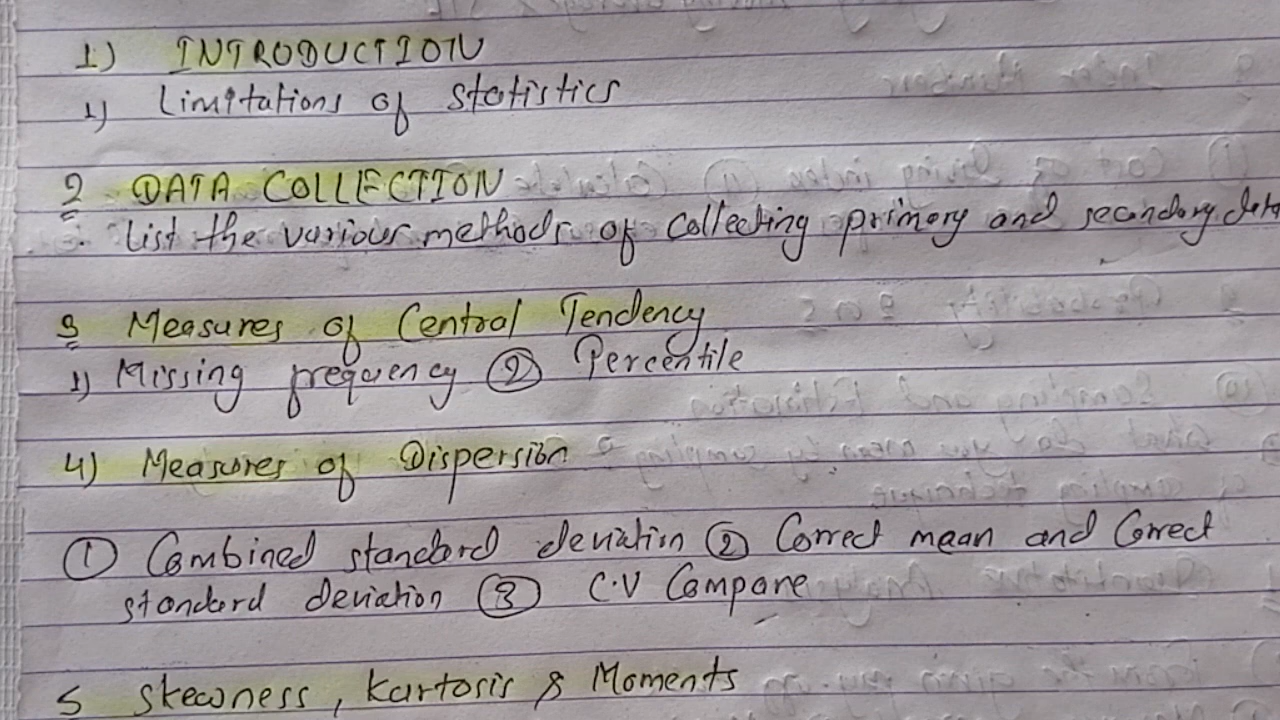 1) INTRODUCTION
1) Limitations of statistics
2 DATA COLLECTION
list the various methods of collecting primary and secondary data
3 Measures of Central Tendency
1) Missing frequency ② Percentile
4) Measures of Dispersion
① Combined standard deviation ② Correct mean and Correct
standard deviation ③ C.V Compare
5 Skewness, Kurtosis & Moments